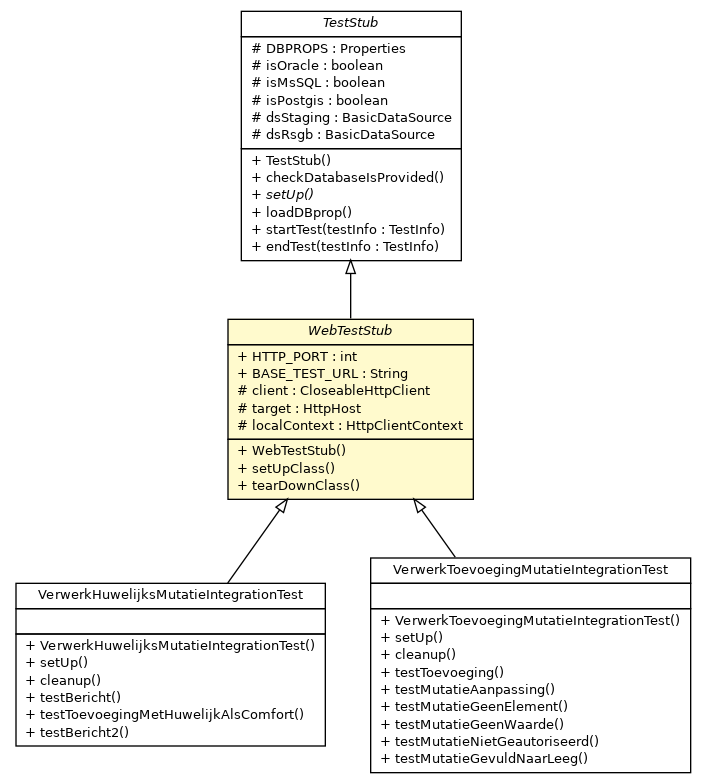 TestStub
# DBPROPS : Properties
# isOracle : boolean
# isMsSQL : boolean
# isPostgis : boolean
# dsStaging : BasicDataSource
# dsRsgb : BasicDataSource
+ TestStub()
+ checkDatabaseIsProvided()
+ setUp()
+ loadDBprop()
+ startTest(testInfo : TestInfo)
+ endTest(testInfo : TestInfo)
WebTestStub
+ HTTP_PORT : int
+ BASE_TEST_URL : String
# client : CloseableHttpClient
# target : HttpHost
# localContext : HttpClientContext
+ WebTestStub()
+ setUpClass()
+ tearDownClass()
VerwerkHuwelijksMutatieIntegrationTest
+ VerwerkHuwelijksMutatieIntegrationTest()
+ setUp()
+ cleanup()
+ testBericht()
+ testToevoegingMetHuwelijkAlsComfort()
+ testBericht2()
VerwerkToevoegingMutatieIntegrationTest
+ VerwerkToevoegingMutatieIntegrationTest()
+ setUp()
+ cleanup()
+ testToevoeging()
+ testMutatieAanpassing()
+ testMutatieGeenElement()
+ testMutatieGeenWaarde()
+ testMutatieNietGeautoriseerd()
+ testMutatieGevuldNaarLeeg()